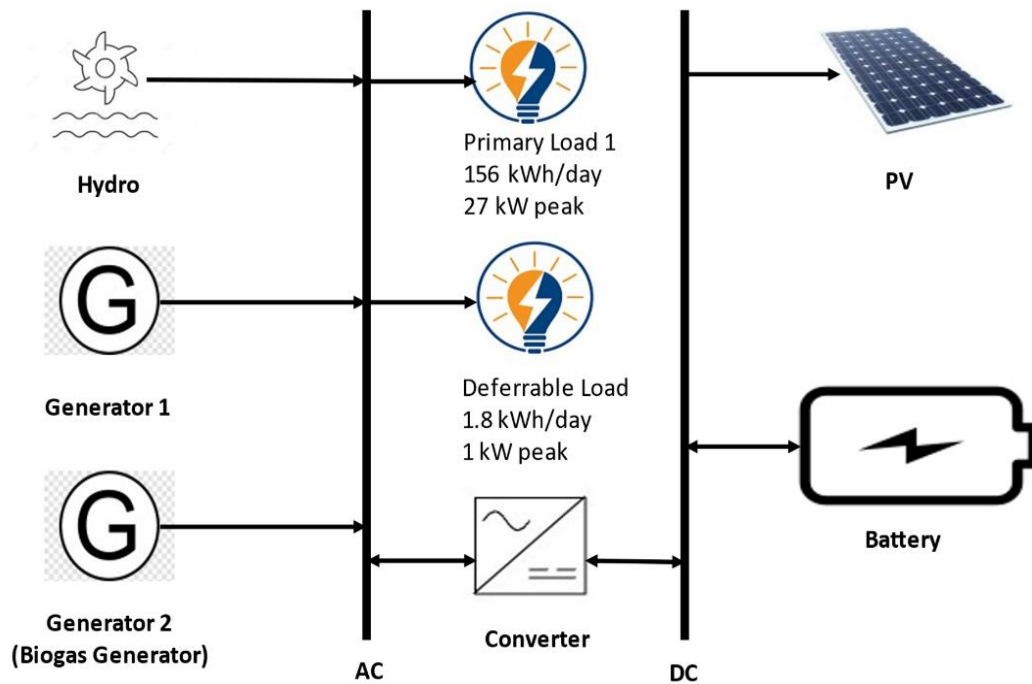 Hydro
Primary Load 1
156 kWh/day
27 kW peak
PV
G
Generator 1
Deferrable Load
1.8 kWh/day
1 kW peak
G
Generator 2
(Biogas Generator)
Converter
Battery
AC
DC